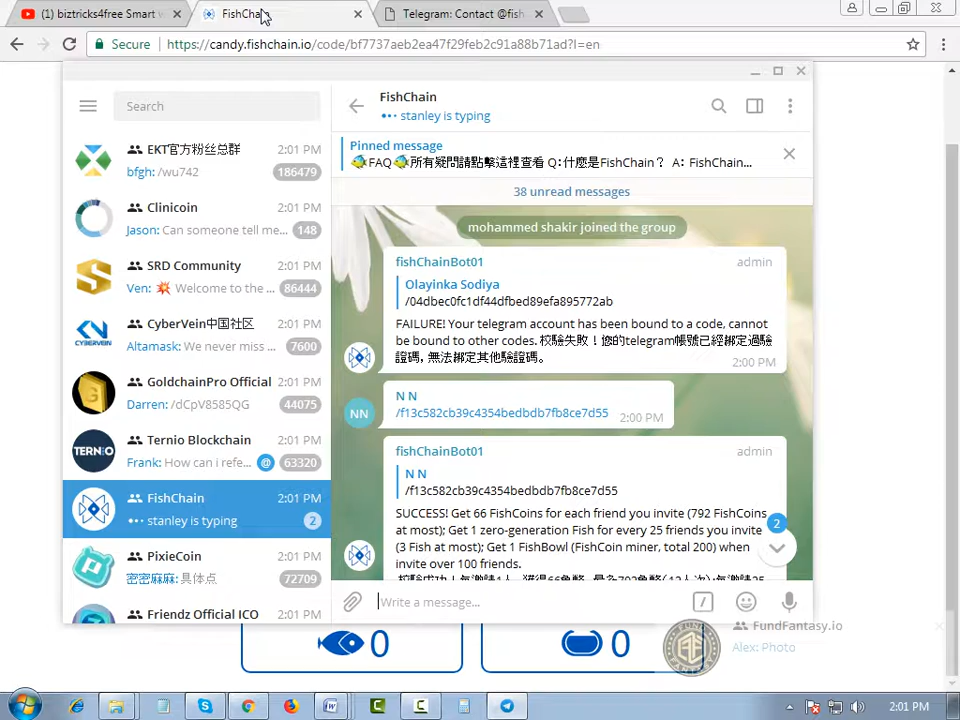 (1) biztricks4free Smart w
FishChain
Telegram: Contact @fish
Secure
https://candy.fishchain.io/code/bf7737aeb2ea47f29feb2c91a88b71ad?l=en
Search
EKT官方粉丝总群
2:01 PM
bfgh: /wu742
186479
Clinicoin
2:01 PM
Jason: Can someone tell me...
148
SRD Community
2:01 PM
Ven: 💥 Welcome to the ...
86444
CyberVein中国社区
2:01 PM
Altamask: We never miss ...
7600
CYBERVEIN
GoldchainPro Official
2:01 PM
Darren: /dCpV8585QG
44075
Ternio Blockchain
2:01 PM
Frank: How can i refe...
@
63320
TERNIO
FishChain
2:01 PM
stanley is typing
2
PixieCoin
2:01 PM
密密麻麻: 具体点
72709
Friendz Official ICO
2:01 PM
FishChain
stanley is typing
Pinned message
🐠FAQ🐠所有疑問請點擊這裡查看 Q：什麼是FishChain？ A： FishChain...
38 unread messages
mohammed shakir joined the group
fishChainBot01
admin
Olayinka Sodiya
/04dbec0fc1df44dfbed89efa895772ab
FAILURE! Your telegram account has been bound to a code, cannot
be bound to other codes. 校驗失敗！您的telegram帳號已經綁定過驗
證碼，無法綁定其他驗證碼。
2:00 PM
NN
N N
/f13c582cb39c4354bedbdb7fb8ce7d55
2:00 PM
fishChainBot01
admin
N N
/f13c582cb39c4354bedbdb7fb8ce7d55
SUCCESS! Get 66 FishCoins for each friend you invite (792 FishCoins
at most); Get 1 zero-generation Fish for every 25 friends you invite
(3 Fish at most); Get 1 FishBowl (FishCoin miner, total 200) when
invite over 100 friends.
2
Write a message...
0
0
FUND
FANTASY
FundFantasy.io
Alex: Photo
2:01 PM